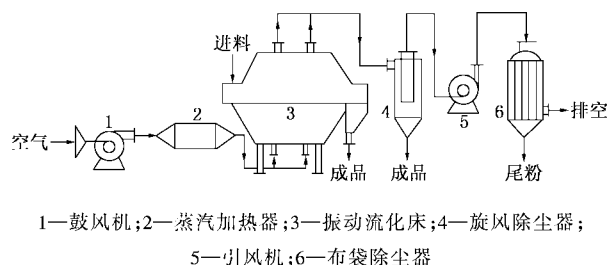 进料
1
2
3
4
5
6
空气
排空
成品
成品
尾粉
1—鼓风机;2—蒸汽加热器;3—振动流化床;4—旋风除尘器;
5—引风机;6—布袋除尘器